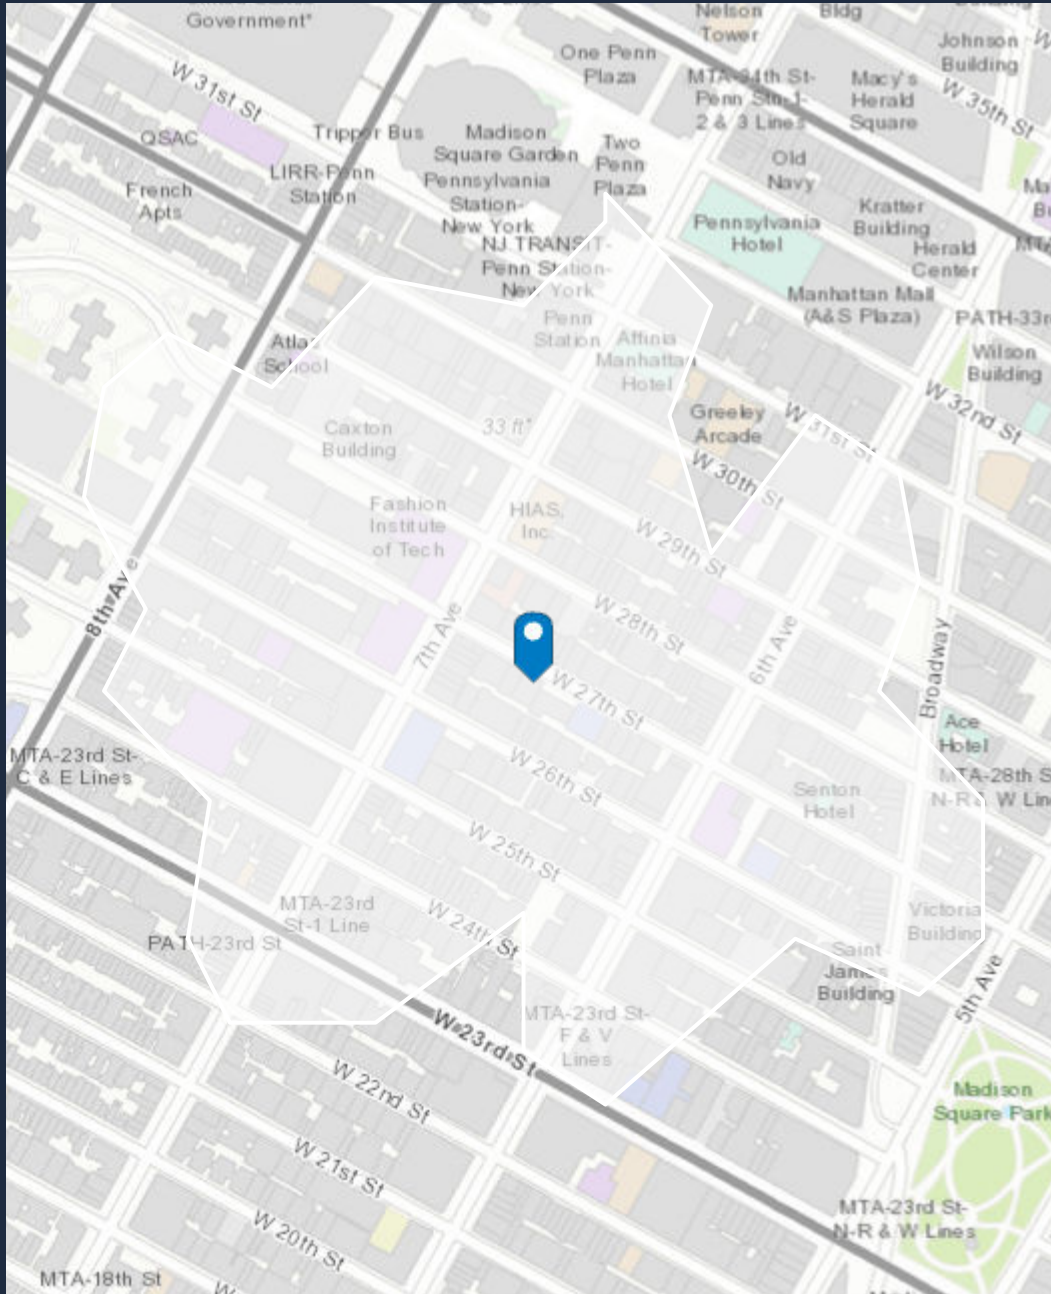 Government*
Nelson
Tower
Bldg
One Penn
Plaza
Johnson
Building
W 31st St
MTA-34th St-
Penn Stn-1-
2 & 3 Lines
Macy's
Herald
Square
W 35th St
QSAC
Trippr Bus
Madison
Square Garden
Two
Penn
Plaza
Old
Navy
LIRR-Penn
Station
French
Apts
Pennsylvania
Station-
New York
Pennsylvania
Hotel
Kratter
Building
NJ TRANSIT-
Penn Station-
New York
Herald
Center
Manhattan Mall
(A&S Plaza)
PATH-33r
Penn
Station
Affinia
Manhattan
Hotel
Atlas
School
Wilson
Building
W 32nd St
Greeley
Arcade
W 31st St
Caxton
Building
33 ft*
W 30th St
Fashion
Institute
of Tech
HIAS,
Inc.
W 29th St
8th Ave
7th Ave
W 28th St
6th Ave
Broadway
W 27th St
Ace
Hotel
MTA-23rd St-
C & E Lines
W 26th St
MTA-28th S
N-R & W Lin
Senton
Hotel
W 25th St
MTA-23rd
St-1 Line
W 24th St
Victoria
Building
PATH-23rd St
Saint
James
Building
5th Ave
MTA-23rd St-
F & V
Lines
W 23rd St
W 22nd St
Madison
Square Park
W 21st St
MTA-23rd St-
N-R & W Lines
W 20th St
MTA-18th St